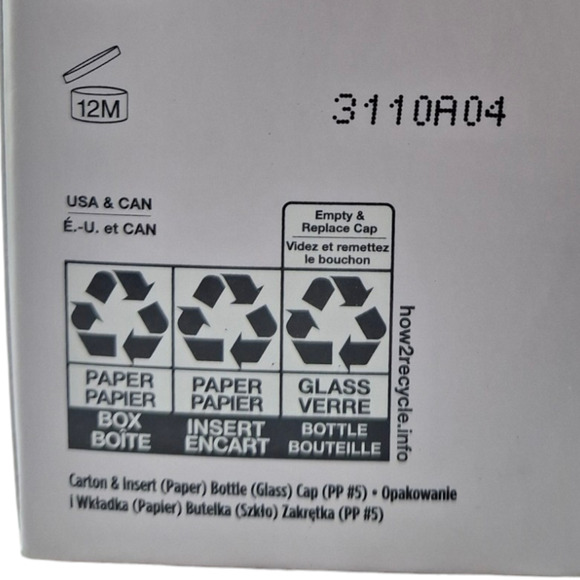 12M
3110A04
USA & CAN
É.-U. et CAN
Empty &
Replace Cap
Videz et remettez
le bouchon
PAPER
PAPIER
BOX
BOÎTE
PAPER
PAPIER
INSERT
ENCART
GLASS
VERRE
BOTTLE
BOUTEILLE
how2recycle.info
Carton & Insert (Paper) Bottle (Glass) Cap (PP #5) • Opakowanie
i Wkładka (Papier) Butelka (Szkło) Zakrętka (PP #5)